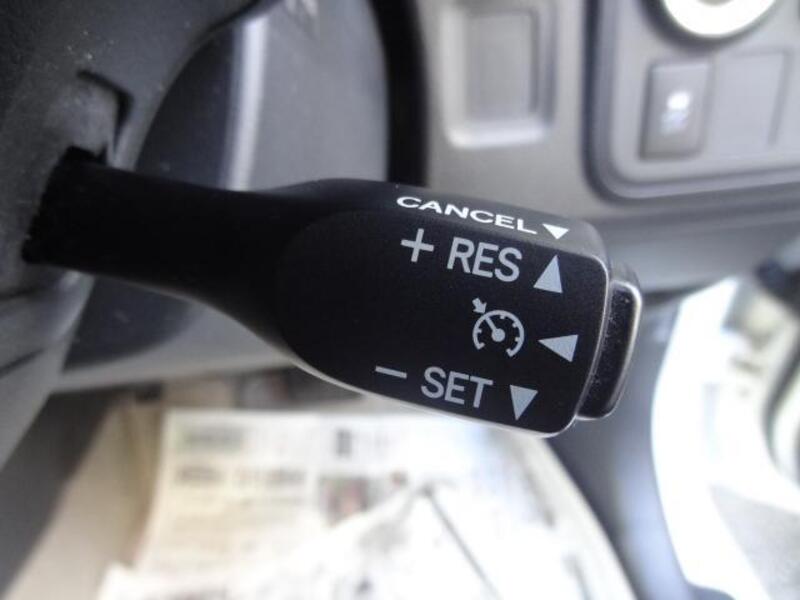 CANCEL▼
+ RES ▲
◀
− SET ▼